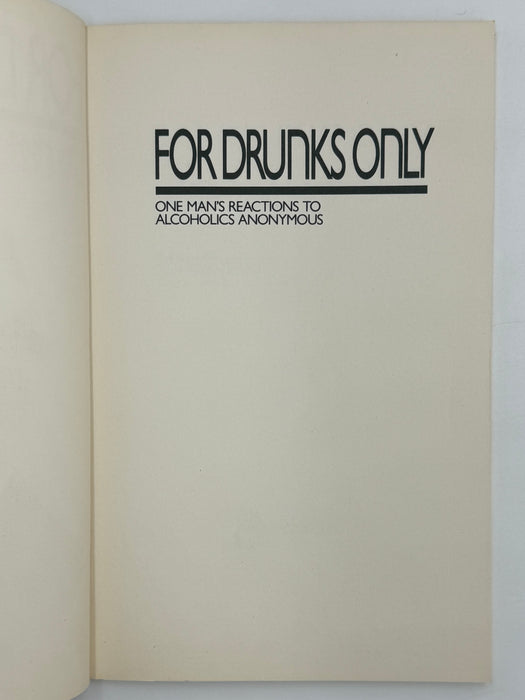 FOR DRUNKS ONLY
ONE MAN'S REACTIONS TO
ALCOHOLICS ANONYMOUS